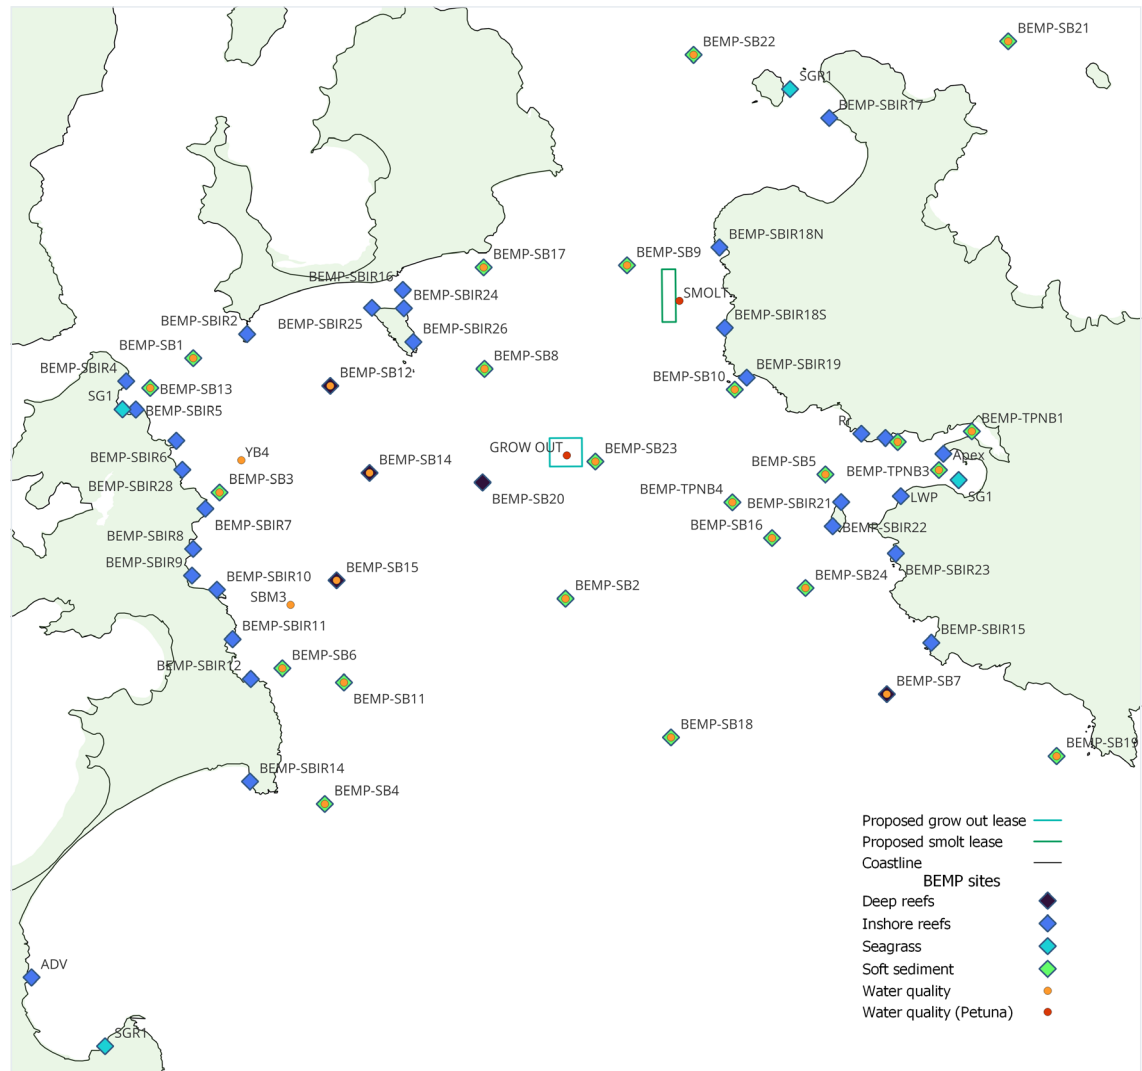 BEMP-SB21
BEMP-SB22
SGR1
BEMP-SBIR17
BEMP-SBIR18N
BEMP-SB17
BEMP-SB9
BEMP-SBIR16
SMOLT
BEMP-SBIR24
BEMP-SBIR25
BEMP-SBIR2
BEMP-SBIR26
BEMP-SBIR18S
BEMP-SB1
BEMP-SB8
BEMP-SBIR19
BEMP-SB12
BEMP-SB10
BEMP-SBIR4
BEMP-SB13
SG1
BEMP-SBIR5
BEMP-TPNB1
GROW OUT
BEMP-SB23
YB4
Apex
BEMP-SBIR6
BEMP-SB14
BEMP-SB5
BEMP-TPNB3
BEMP-SB3
BEMP-SBIR28
BEMP-SB20
BEMP-TPNB4
BEMP-SBIR21
LWP
SG1
BEMP-SBIR7
BEMP-SB16
BEMP-SBIR22
BEMP-SBIR8
BEMP-SBIR9
BEMP-SB15
BEMP-SBIR23
BEMP-SBIR10
SBM3
BEMP-SB2
BEMP-SB24
BEMP-SBIR11
BEMP-SBIR15
BEMP-SB6
BEMP-SBIR12
BEMP-SB7
BEMP-SB11
BEMP-SB18
BEMP-SB19
BEMP-SBIR14
BEMP-SB4
ADV
SGR1
Proposed grow out lease
Proposed smolt lease
Coastline
BEMP sites
Deep reefs
Inshore reefs
Seagrass
Soft sediment
Water quality
Water quality (Petuna)